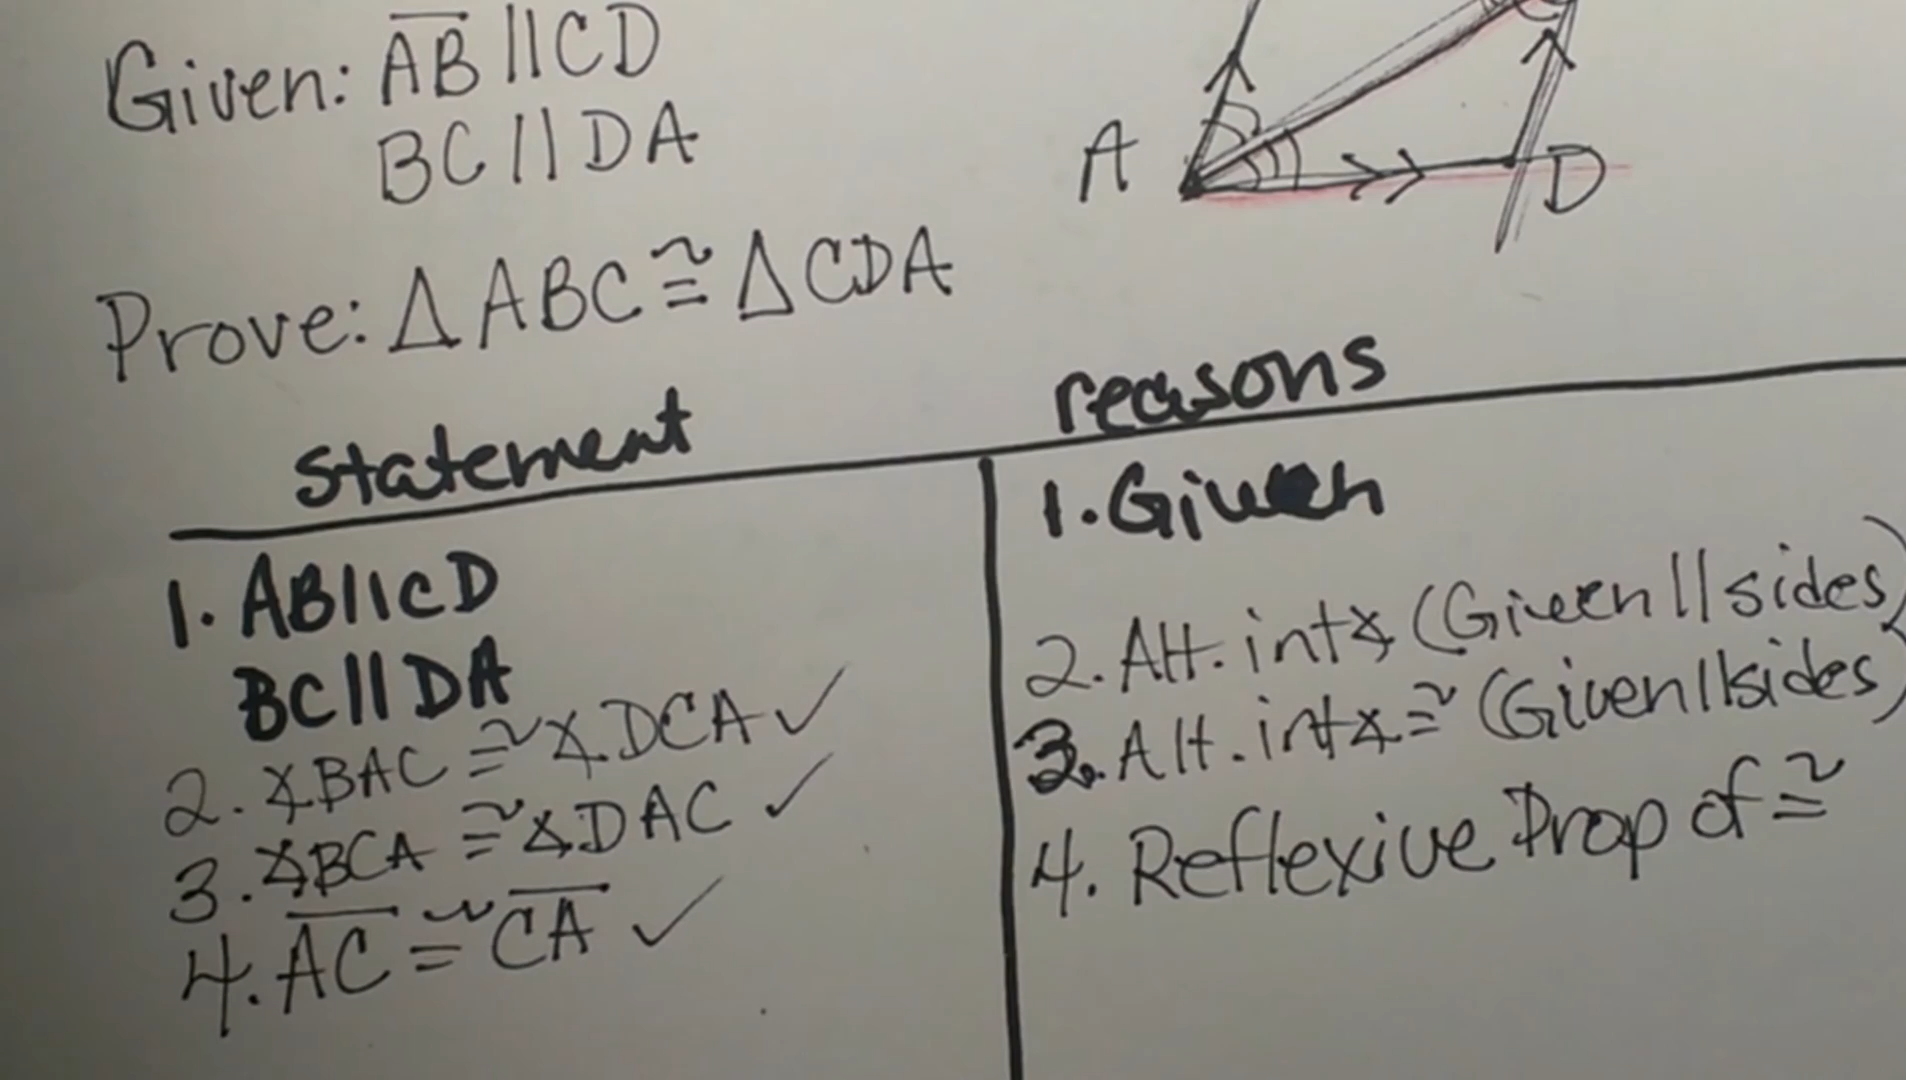 Given: AB || CD
BC || DA
A
D
Prove: Δ ABC ≅ Δ CDA
statement
reasons
1. AB || CD
BC || DA
1. Given
2. ∡BAC ≅ ∡DCA ✓
2. Alt. int ∡ (Given || sides)
3. ∡BCA ≅ ∡DAC ✓
3. Alt. int ∡ ≅ (Given || sides)
4. AC ≅ CA ✓
4. Reflexive Prop of ≅